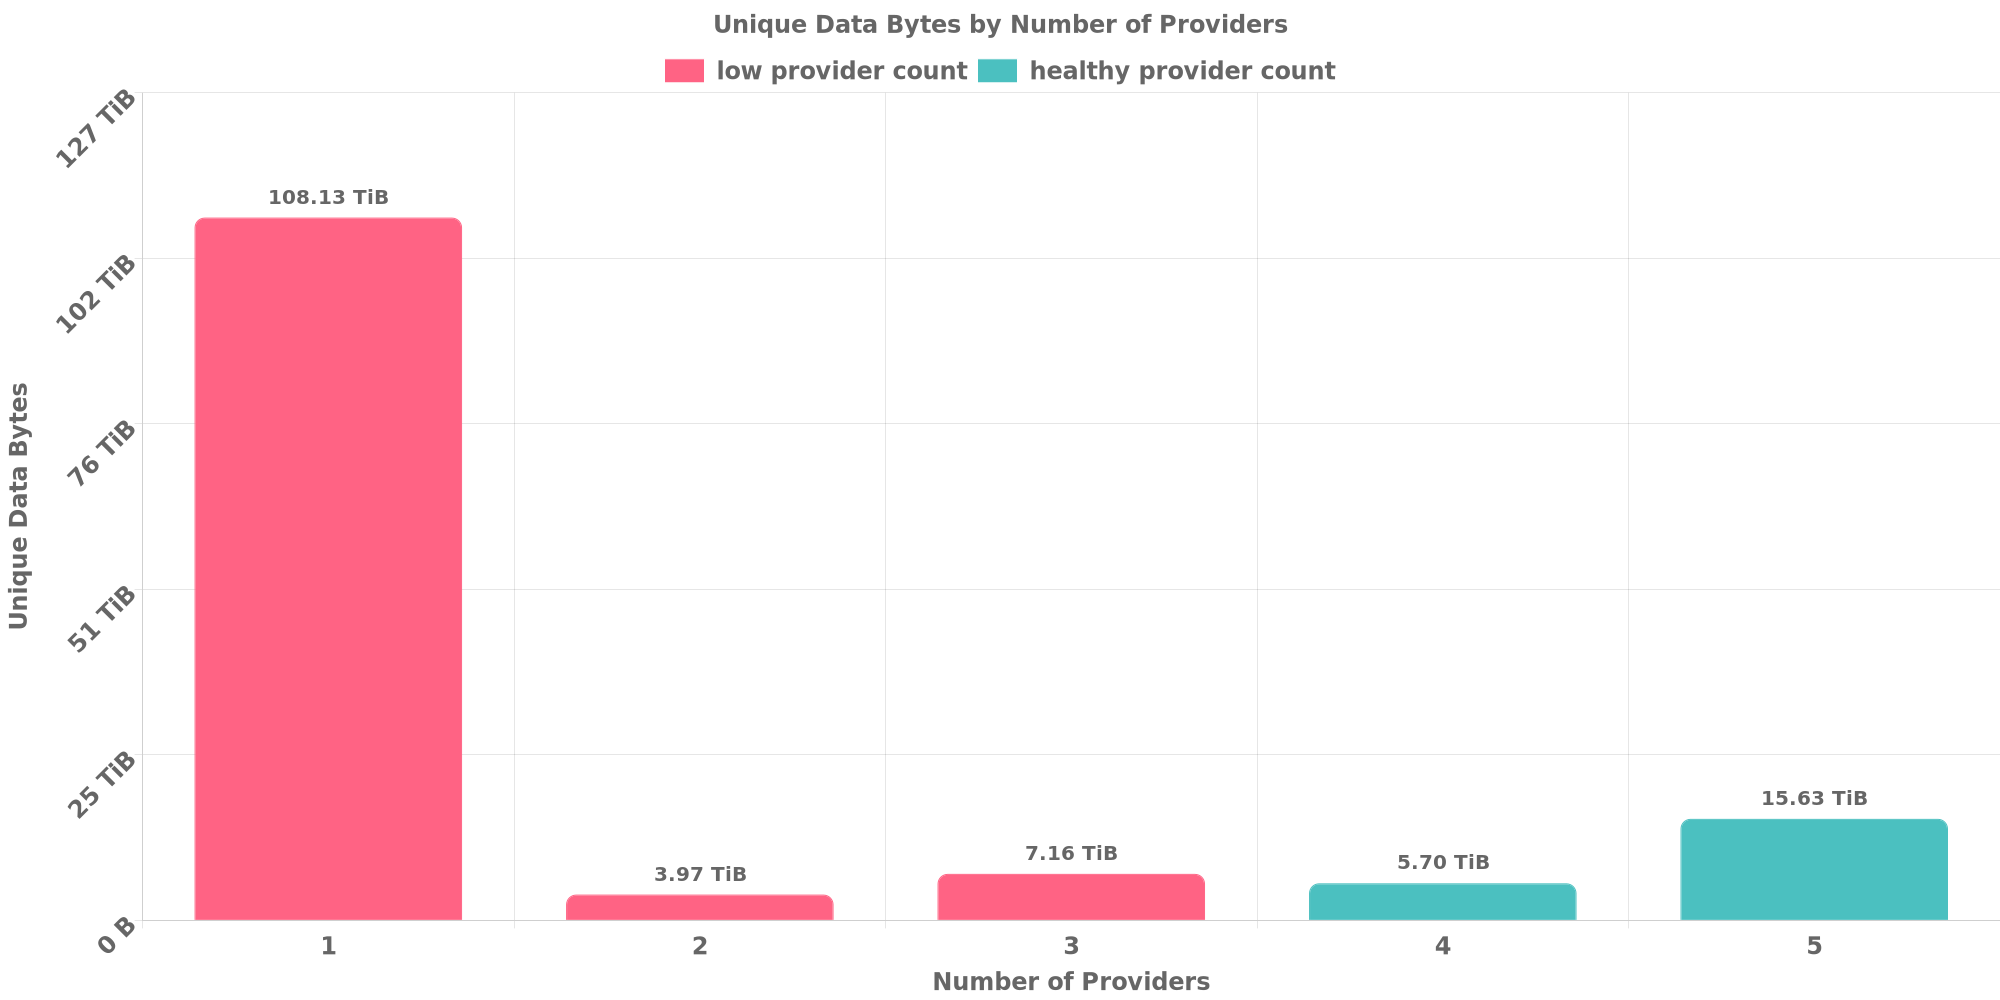 Unique Data Bytes by Number of Providers
low provider count healthy provider count
127 TiB
102 TiB
76 TiB
51 TiB
25 TiB
0 B
Unique Data Bytes
108.13 TiB
3.97 TiB
7.16 TiB
5.70 TiB
15.63 TiB
1 2 3 4 5
Number of Providers